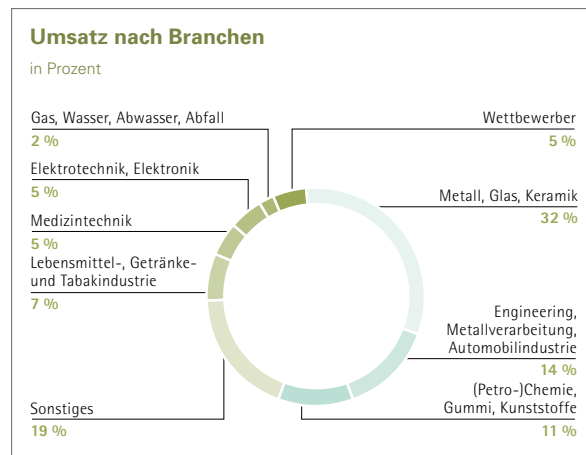 Umsatz nach Branchen
in Prozent
Gas, Wasser, Abwasser, Abfall
2 %
Elektrotechnik, Elektronik
5 %
Medizintechnik
5 %
Lebensmittel-, Getränke-
und Tabakindustrie
7 %
Sonstiges
19 %
Wettbewerber
5 %
Metall, Glas, Keramik
32 %
Engineering,
Metallverarbeitung,
Automobilindustrie
14 %
(Petro-)Chemie,
Gummi, Kunststoffe
11 %